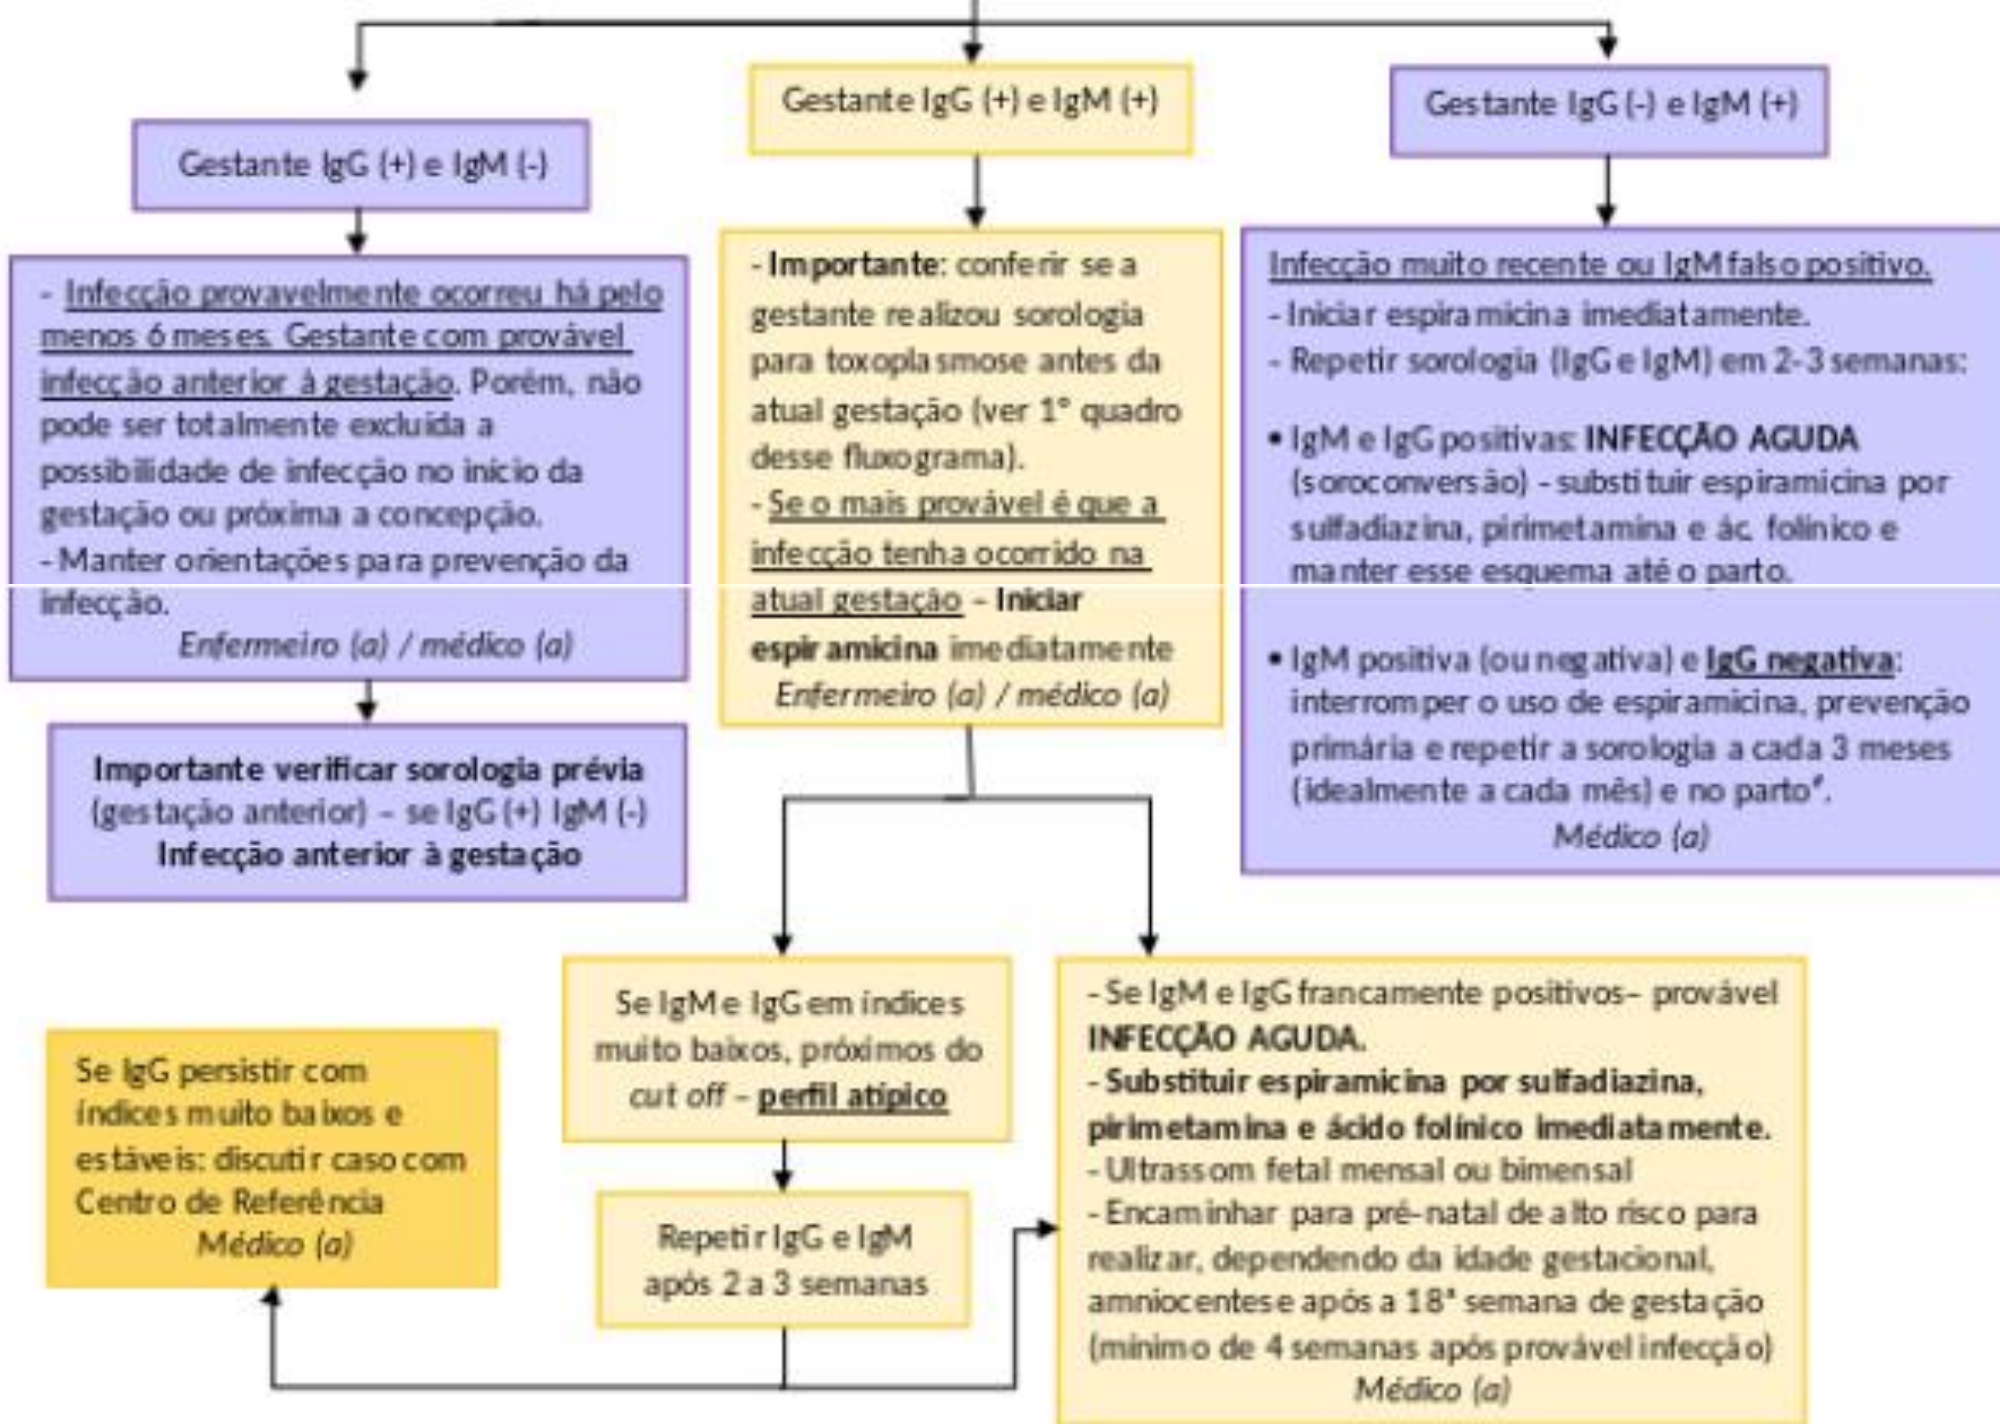 Gestante IgG (+) e IgM (-)
- Infecção provavelmente ocorreu há pelo
menos 6 meses. Gestante com provável
infecção anterior à gestação. Porém, não
pode ser totalmente excluída a
possibilidade de infecção no início da
gestação ou próxima a concepção.
- Manter orientações para prevenção da
infecção.
Enfermeiro (a) / médico (a)
Importante verificar sorologia prévia
(gestação anterior) – se IgG (+) IgM (-)
Infecção anterior à gestação
Gestante IgG (+) e IgM (+)
- Importante: conferir se a
gestante realizou sorologia
para toxoplasmose antes da
atual gestação (ver 1° quadro
desse fluxograma).
- Se o mais provável é que a
infecção tenha ocorrido na
atual gestação – Iniciar
espiramicina imediatamente
Enfermeiro (a) / médico (a)
Gestante IgG (-) e IgM (+)
Infecção muito recente ou IgM falso positivo.
- Iniciar espiramicina imediatamente.
- Repetir sorologia (IgG e IgM) em 2-3 semanas:
• IgM e IgG positivas: INFECÇÃO AGUDA
(soroconversão) - substituir espiramicina por
sulfadiazina, pirimetamina e ác. folínico e
manter esse esquema até o parto.
• IgM positiva (ou negativa) e IgG negativa:
interromper o uso de espiramicina, prevenção
primária e repetir a sorologia a cada 3 meses
(idealmente a cada mês) e no parto*.
Médico (a)
Se IgM e IgG em índices
muito baixos, próximos do
cut off – perfil atípico
Repetir IgG e IgM
após 2 a 3 semanas
Se IgG persistir com
índices muito baixos e
estáveis: discutir caso com
Centro de Referência
Médico (a)
- Se IgM e IgG francamente positivos– provável
INFECÇÃO AGUDA.
- Substituir espiramicina por sulfadiazina,
pirimetamina e ácido folínico imediatamente.
- Ultrassom fetal mensal ou bimensal
- Encaminhar para pré-natal de alto risco para
realizar, dependendo da idade gestacional,
amniocentese após a 18ª semana de gestação
(mínimo de 4 semanas após provável infecção)
Médico (a)